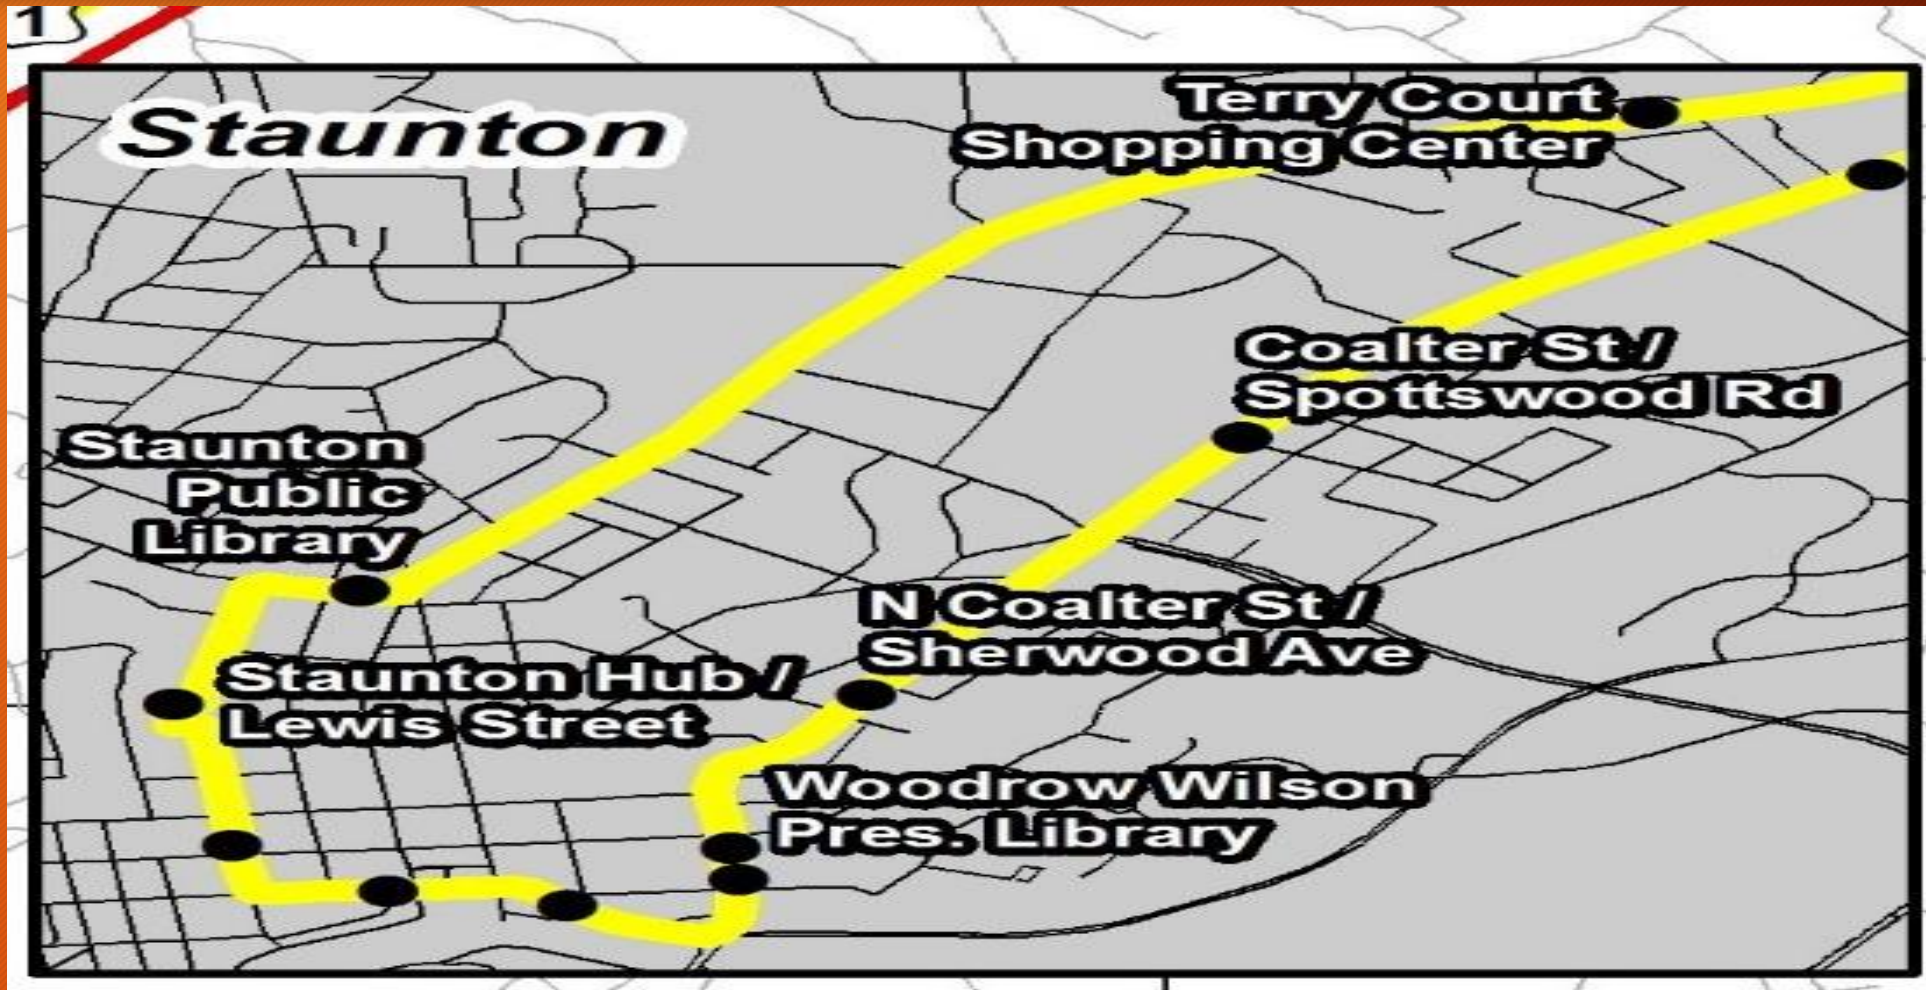 1
Staunton
Terry Court
Shopping Center
Coalter St /
Spottswood Rd
Staunton
Public
Library
N Coalter St /
Sherwood Ave
Staunton Hub /
Lewis Street
Woodrow Wilson
Pres. Library